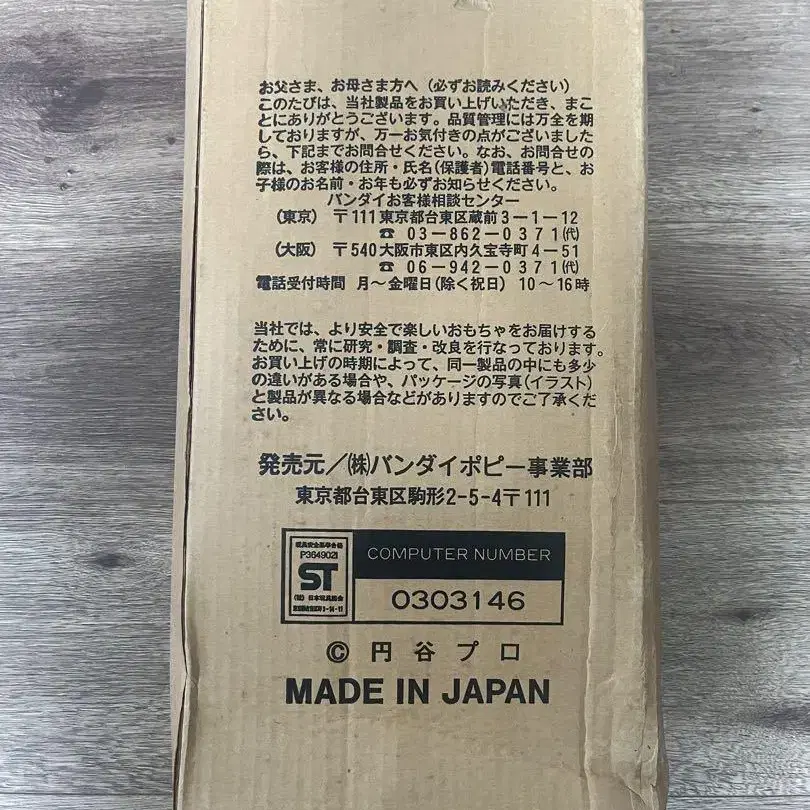 お父さま、お母さま方へ（必ずお読みください）
このたびは、当社製品をお買い上げいただき、まこ
とにありがとうございます。品質管理には万全を期
しておりますが、万一お気付きの点がございました
ら、下記までお問合せください。なお、お問合せの
際は、お客様の住所・氏名(保護者)電話番号と、お
子様のお名前・お年も必ずお知らせください。
バンダイお客様相談センター
(東京) 〒111 東京都台東区蔵前3-1-12
☎ 03-862-0371(代)
(大阪) 〒540 大阪市東区内久宝寺町4-51
☎ 06-942-0371(代)
電話受付時間 月～金曜日(除く祝日) 10～16時
当社では、より安全で楽しいおもちゃをお届けする
ために、常に研究・調査・改良を行なっております。
お買い上げの時期によって、同一製品の中にも多少
の違いがある場合や、パッケージの写真(イラスト)
と製品が異なる場合などがありますのでご了承くだ
さい。
発売元／㈱バンダイポピー事業部
東京都台東区駒形2-5-4〒111
玩具安全基準合格
P3649021
ST
(社) 日本玩具協会
COMPUTER NUMBER
0303146
© 円谷プロ
MADE IN JAPAN